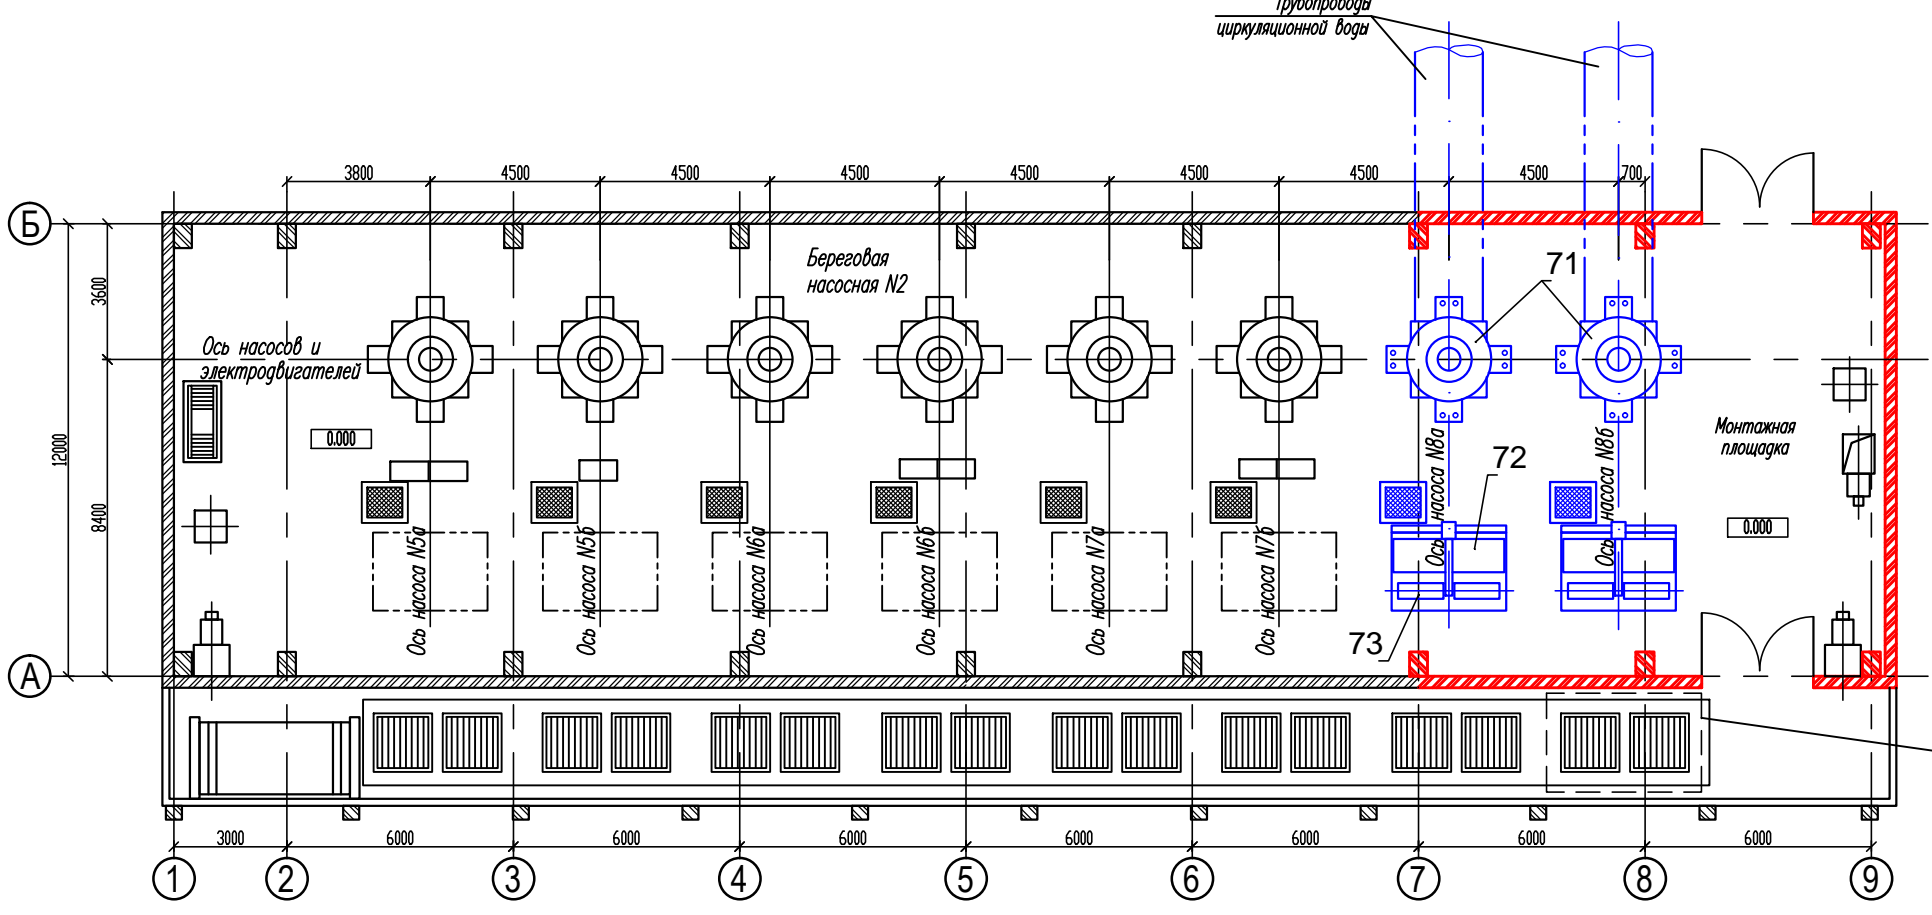 Трубопроводы
циркуляционной воды
3800
4500
4500
4500
4500
4500
4500
4500
700
Б
А
12000
3600
8400
Береговая
насосная N2
Ось насосов и
электродвигателей
0.000
71
72
73
Монтажная
площадка
0.000
Ось насоса N5а
Ось насоса N5б
Ось насоса N6а
Ось насоса N6б
Ось насоса N7а
Ось насоса N7б
Ось насоса N8а
Ось насоса N8б
3000
6000
6000
6000
6000
6000
6000
6000
1
2
3
4
5
6
7
8
9